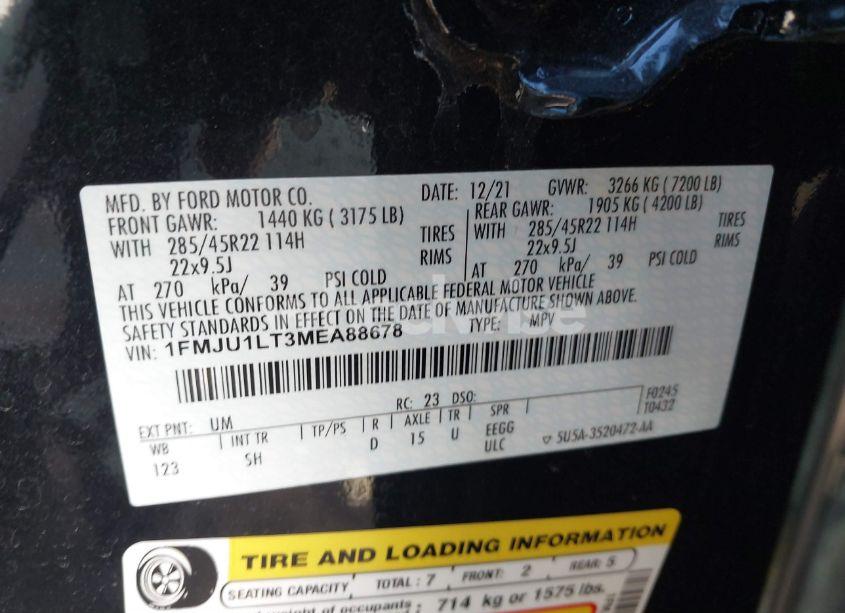 MFD. BY FORD MOTOR CO. DATE: 12/21 GVWR: 3266 KG ( 7200 LB)
FRONT GAWR: 1440 KG ( 3175 LB) REAR GAWR: 1905 KG ( 4200 LB)
WITH 285/45R22 114H TIRES WITH 285/45R22 114H TIRES
22x9.5J RIMS 22x9.5J RIMS
AT 270 kPa/ 39 PSI COLD AT 270 kPa/ 39 PSI COLD
THIS VEHICLE CONFORMS TO ALL APPLICABLE FEDERAL MOTOR VEHICLE
SAFETY STANDARDS IN EFFECT ON THE DATE OF MANUFACTURE SHOWN ABOVE.
VIN: 1FMJU1LT3MEA88678 TYPE: MPV
EXT PNT: UM RC: 23 DSO: F0245
WB INT TR TP/PS R AXLE TR SPR T0432
123 SH D 15 U EEGG
ULC 5U5A-3520472-AA
TIRE AND LOADING INFORMATION
SEATING CAPACITY TOTAL: 7 FRONT: 2 REAR: 5
of occupants 714 kg or 1575 lbs.